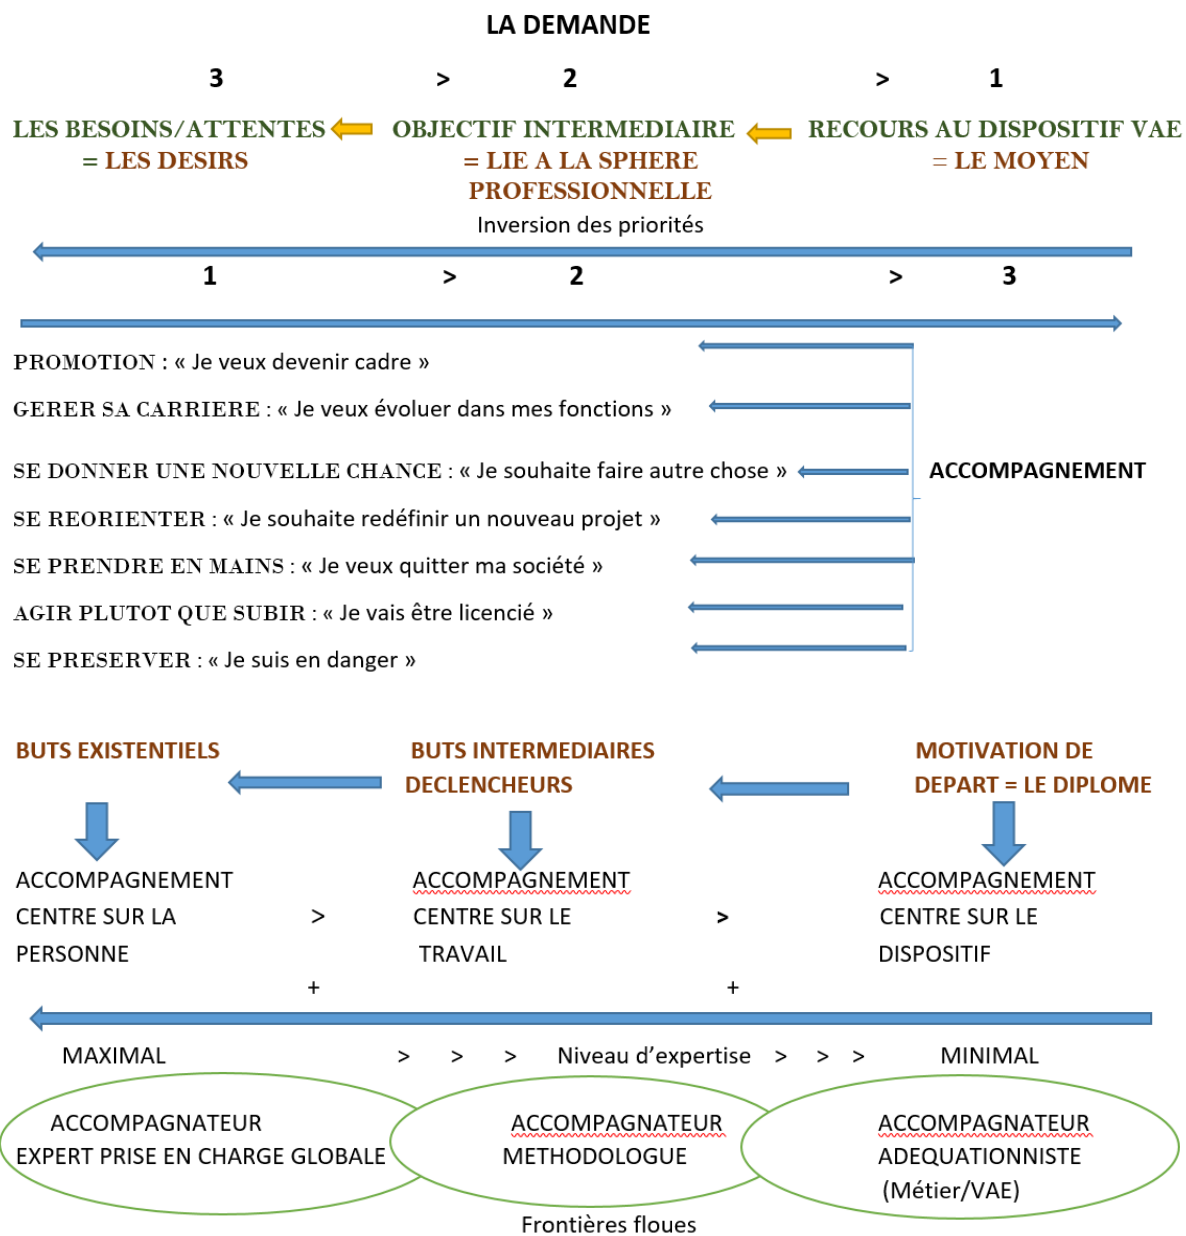 LA DEMANDE
3 > 2 > 1
LES BESOINS/ATTENTES OBJECTIF INTERMEDIAIRE RECOURS AU DISPOSITIF VAE
= LES DESIRS = LIE A LA SPHERE = LE MOYEN
PROFESSIONNELLE
Inversion des priorités
1 > 2 > 3
PROMOTION : « Je veux devenir cadre »
GERER SA CARRIERE : « Je veux évoluer dans mes fonctions »
SE DONNER UNE NOUVELLE CHANCE : « Je souhaite faire autre chose » ACCOMPAGNEMENT
SE REORIENTER : « Je souhaite redéfinir un nouveau projet »
SE PRENDRE EN MAINS : « Je veux quitter ma société »
AGIR PLUTOT QUE SUBIR : « Je vais être licencié »
SE PRESERVER : « Je suis en danger »
BUTS EXISTENTIELS BUTS INTERMEDIAIRES MOTIVATION DE
DECLENCHEURS DEPART = LE DIPLOME
ACCOMPAGNEMENT ACCOMPAGNEMENT ACCOMPAGNEMENT
CENTRE SUR LA > CENTRE SUR LE > CENTRE SUR LE
PERSONNE TRAVAIL DISPOSITIF
+ +
MAXIMAL > > > Niveau d’expertise > > > MINIMAL
ACCOMPAGNATEUR ACCOMPAGNATEUR ACCOMPAGNATEUR
EXPERT PRISE EN CHARGE GLOBALE METHODOLOGUE ADEQUATIONNISTE
(Métier/VAE)
Frontières floues